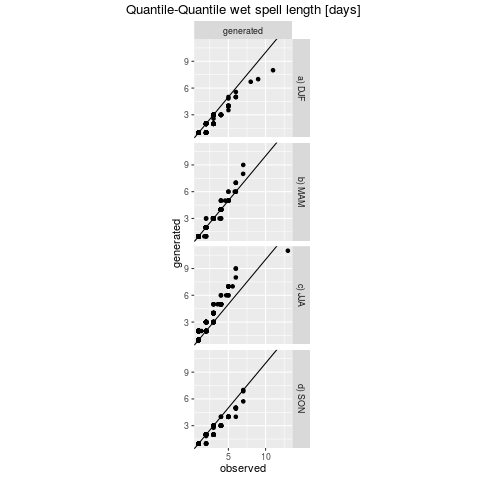 Quantile-Quantile wet spell length [days]
generated
9
6
3
a) DJF
9
6
3
b) MAM
generated
9
6
3
c) JJA
9
6
3
d) SON
5 10
observed